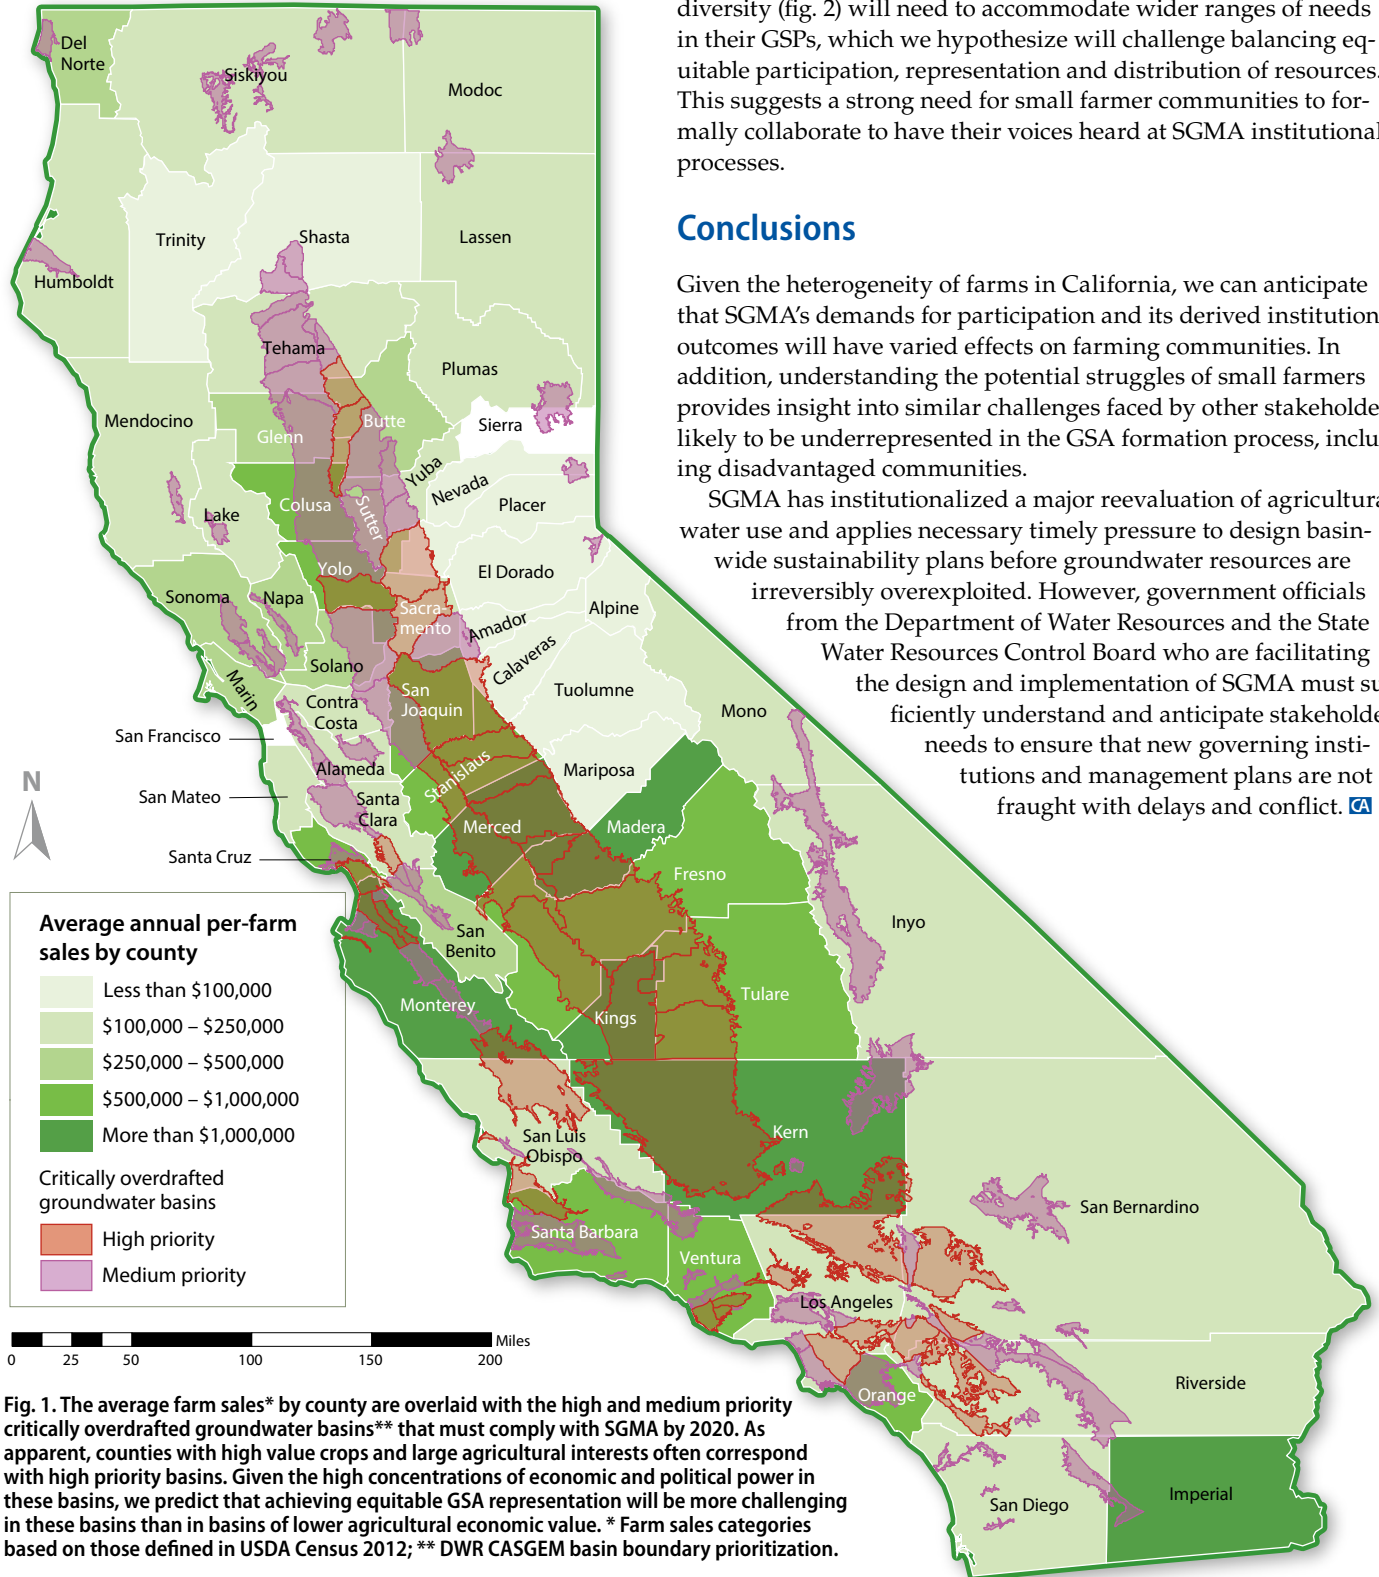 diversity (fig. 2) will need to accommodate wider ranges of needs
in their GSPs, which we hypothesize will challenge balancing eq-
uitable participation, representation and distribution of resources.
This suggests a strong need for small farmer communities to for-
mally collaborate to have their voices heard at SGMA institutional
processes.
Conclusions
Given the heterogeneity of farms in California, we can anticipate
that SGMA's demands for participation and its derived institution
outcomes will have varied effects on farming communities. In
addition, understanding the potential struggles of small farmers
provides insight into similar challenges faced by other stakeholde
likely to be underrepresented in the GSA formation process, inclu
ing disadvantaged communities.
SGMA has institutionalized a major reevaluation of agricultura
water use and applies necessary timely pressure to design basin-
wide sustainability plans before groundwater resources are
irreversibly overexploited. However, government officials
from the Department of Water Resources and the State
Water Resources Control Board who are facilitating
the design and implementation of SGMA must su
ficiently understand and anticipate stakeholde
needs to ensure that new governing insti-
tutions and management plans are not
fraught with delays and conflict. CA
Del
Norte
Siskiyou
Modoc
Trinity
Shasta
Lassen
Humboldt
Tehama
Plumas
Mendocino
Glenn
Butte
Sierra
Yuba
Nevada
Colusa
Sutter
Placer
Lake
Yolo
El Dorado
Sonoma
Napa
Sacra-
mento
Amador
Alpine
Solano
Calaveras
Marin
San
Joaquin
Tuolumne
Contra
Costa
Mono
San Francisco
Alameda
Stanislaus
Mariposa
San Mateo
Santa
Clara
Merced
Madera
Santa Cruz
Fresno
San
Benito
Inyo
Monterey
Kings
Tulare
San Luis
Obispo
Kern
San Bernardino
Santa Barbara
Ventura
Los Angeles
Orange
Riverside
San Diego
Imperial
N
Average annual per-farm
sales by county
Less than $100,000
$100,000 – $250,000
$250,000 – $500,000
$500,000 – $1,000,000
More than $1,000,000
Critically overdrafted
groundwater basins
High priority
Medium priority
Miles
0 25 50 100 150 200
Fig. 1. The average farm sales* by county are overlaid with the high and medium priority
critically overdrafted groundwater basins** that must comply with SGMA by 2020. As
apparent, counties with high value crops and large agricultural interests often correspond
with high priority basins. Given the high concentrations of economic and political power in
these basins, we predict that achieving equitable GSA representation will be more challenging
in these basins than in basins of lower agricultural economic value. * Farm sales categories
based on those defined in USDA Census 2012; ** DWR CASGEM basin boundary prioritization.